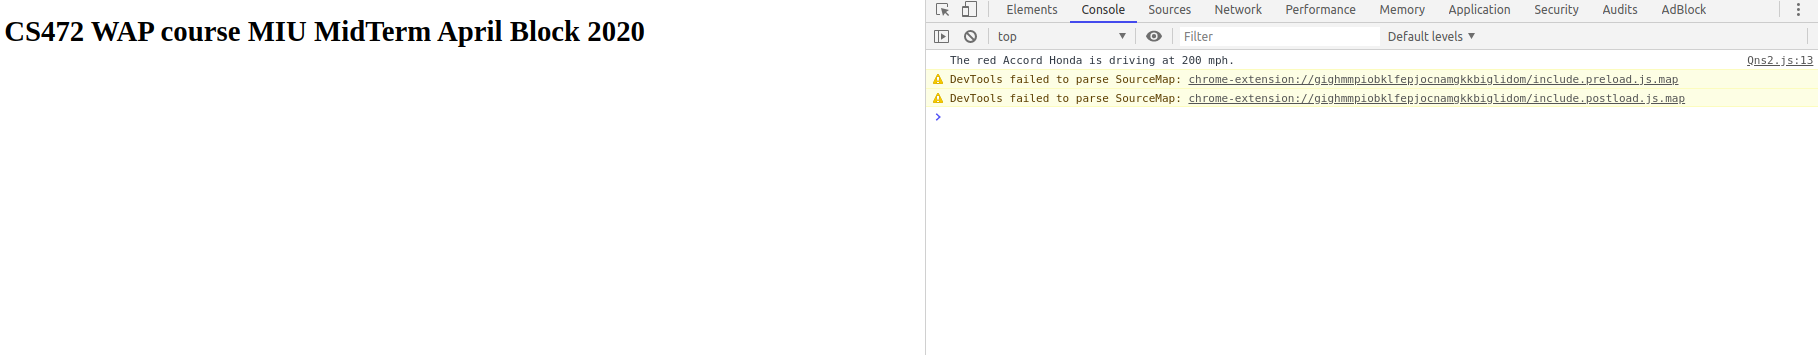 CS472 WAP course MIU MidTerm April Block 2020
Elements Console Sources Network Performance Memory Application Security Audits AdBlock
top Filter Default levels
The red Accord Honda is driving at 200 mph. Qns2.js:13
DevTools failed to parse SourceMap: chrome-extension://gighmmpiobklfepjocnamgkkbiglidom/include.preload.js.map
DevTools failed to parse SourceMap: chrome-extension://gighmmpiobklfepjocnamgkkbiglidom/include.postload.js.map